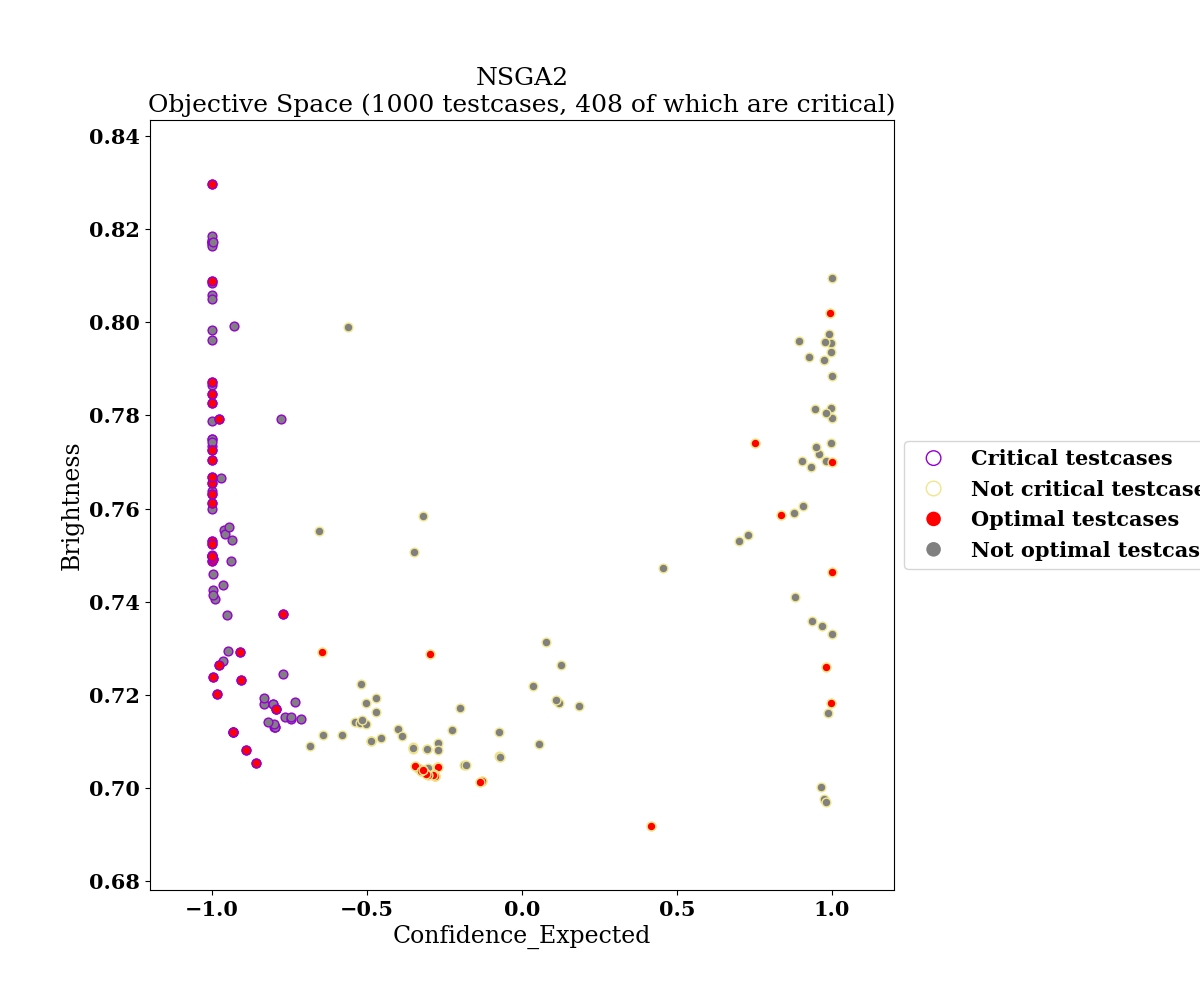 NSGA2
Objective Space (1000 testcases, 408 of which are critical)
0.84
0.82
0.80
0.78
0.76
0.74
0.72
0.70
0.68
Brightness
−1.0
−0.5
0.0
0.5
1.0
Confidence_Expected
Critical testcases
Not critical testcase
Optimal testcases
Not optimal testcas